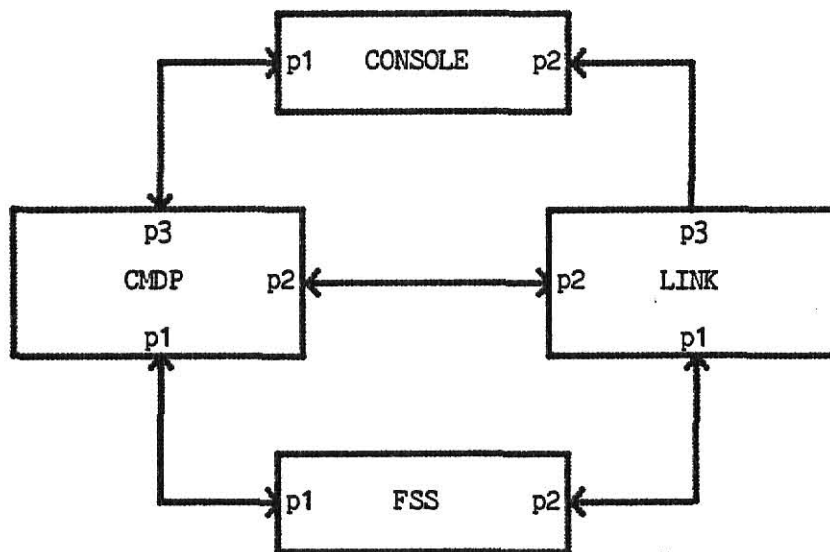 p1 CONSOLE p2
p3 p3
CMDP p2 p2 LINK
p1 p1
p1 FSS p2